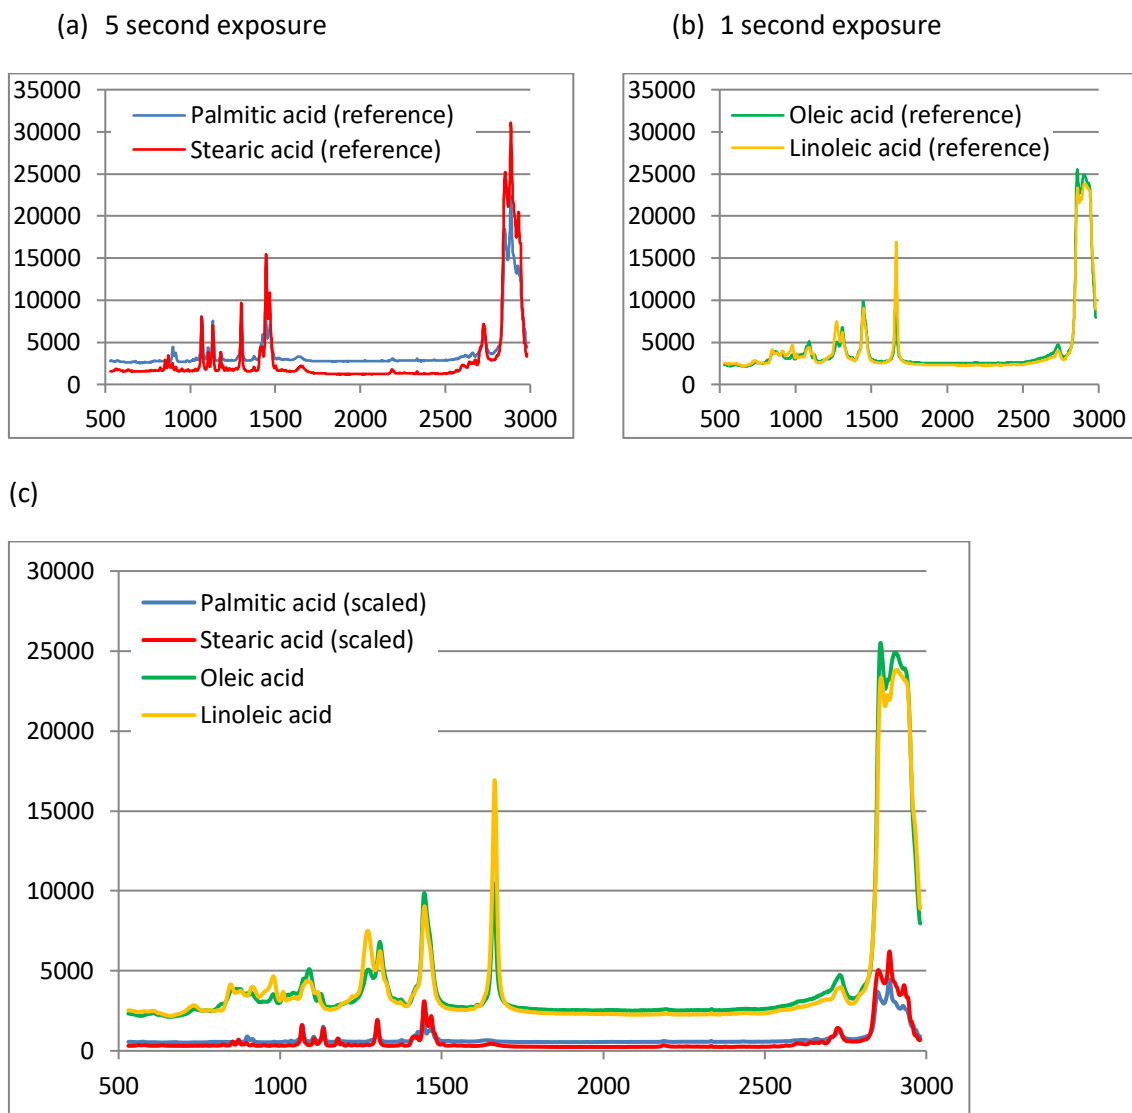 (a) 5 second exposure
(b) 1 second exposure
35000
30000
25000
20000
15000
10000
5000
0
Palmitic acid (reference)
Stearic acid (reference)
500 1000 1500 2000 2500 3000
35000
30000
25000
20000
15000
10000
5000
0
Oleic acid (reference)
Linoleic acid (reference)
500 1000 1500 2000 2500 3000
(c)
30000
25000
20000
15000
10000
5000
0
Palmitic acid (scaled)
Stearic acid (scaled)
Oleic acid
Linoleic acid
500 1000 1500 2000 2500 3000